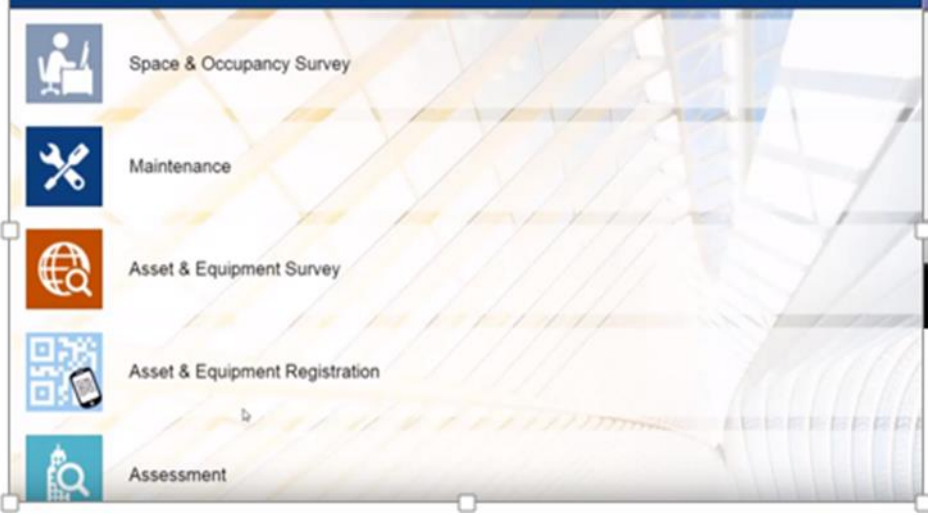 Space & Occupancy Survey
Maintenance
Asset & Equipment Survey
Asset & Equipment Registration
Assessment